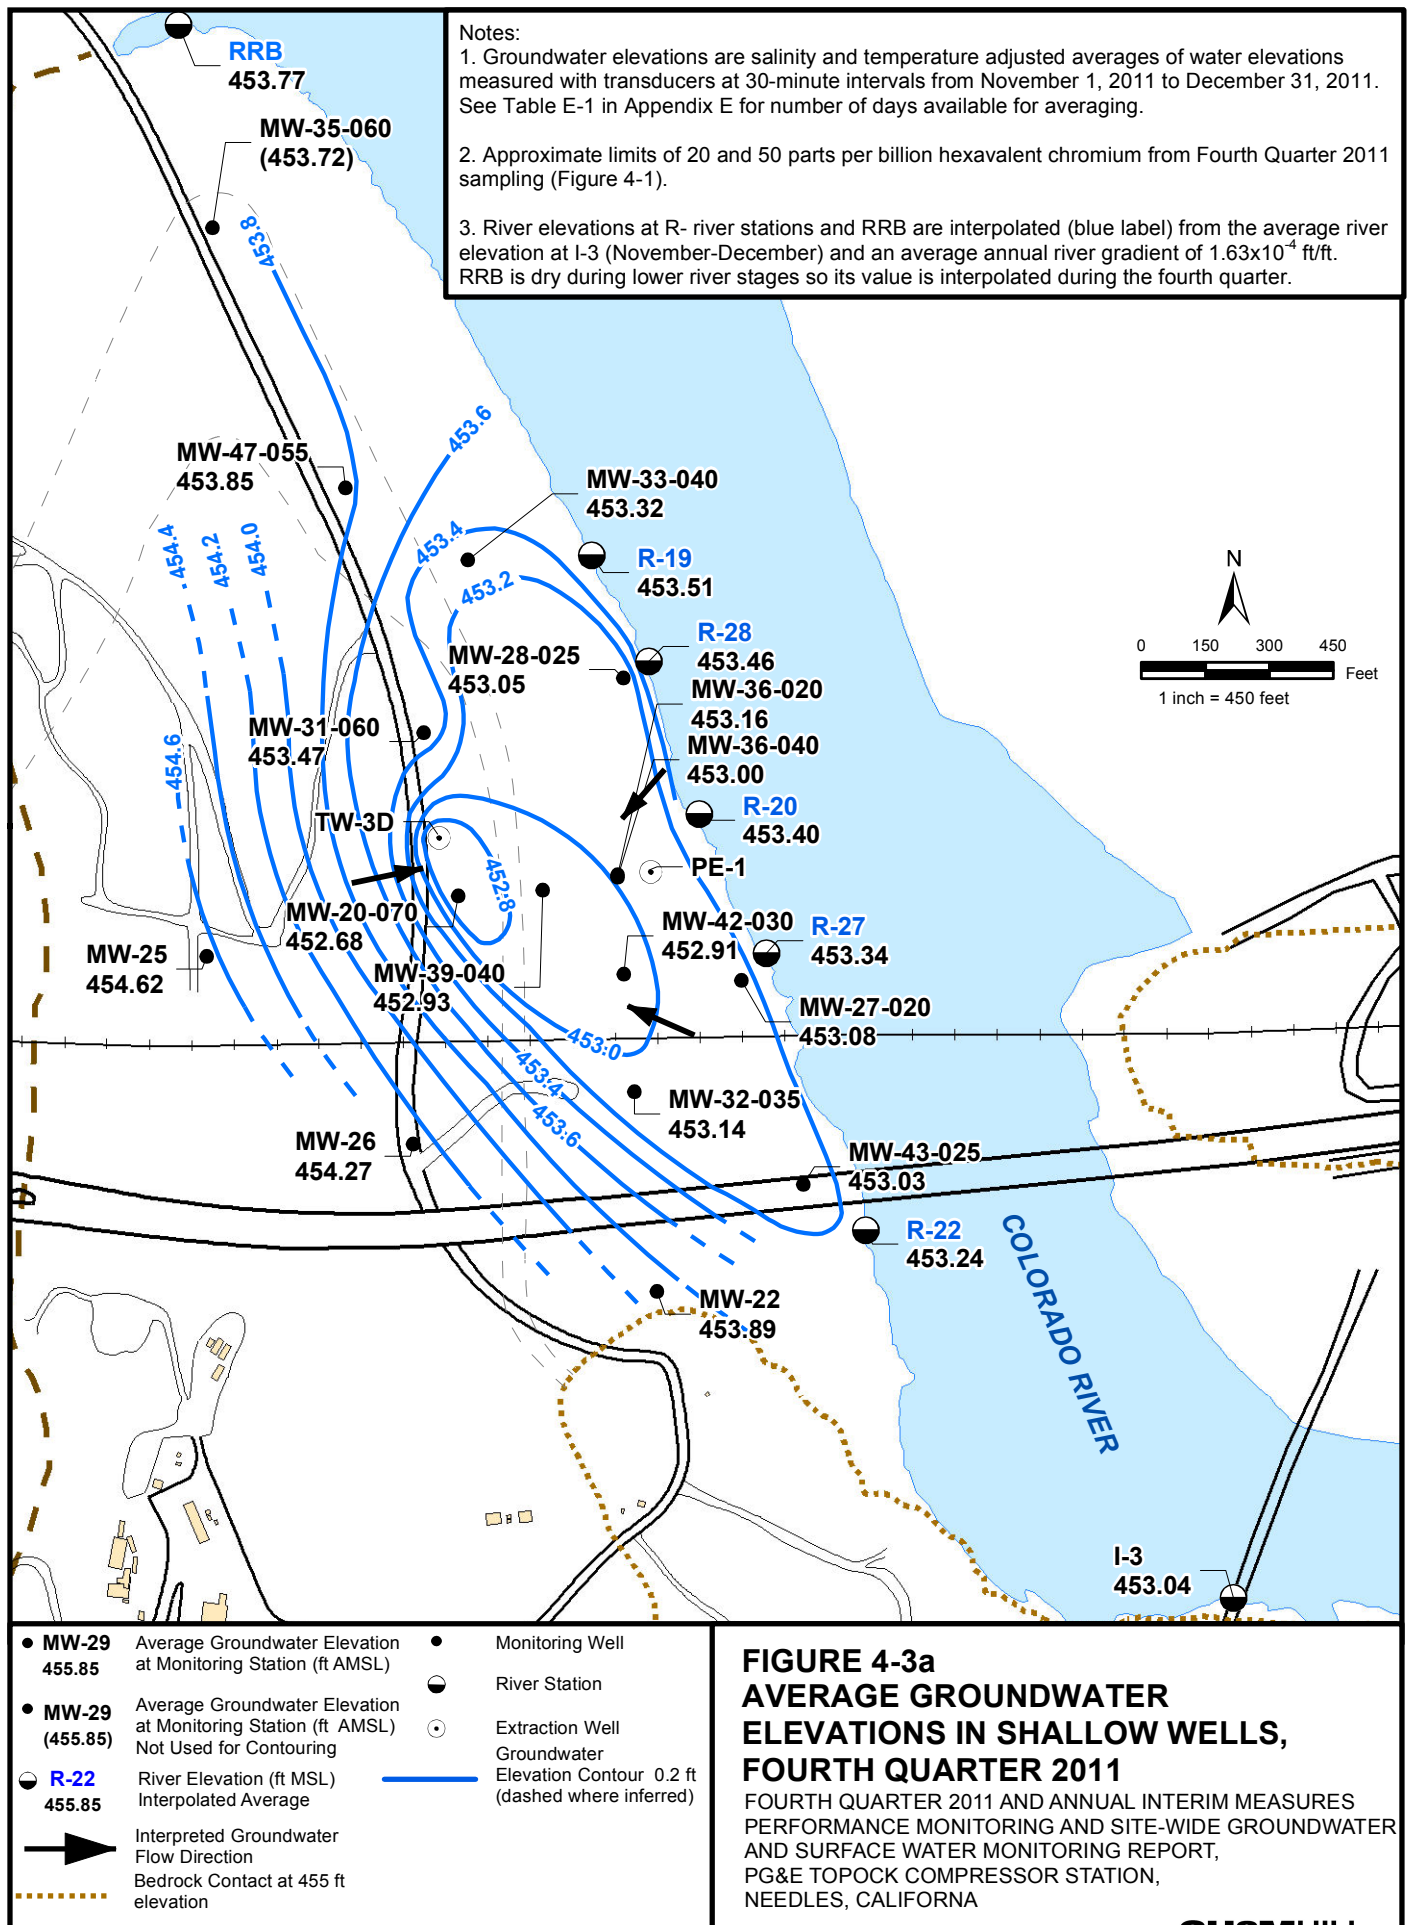 Notes:
1. Groundwater elevations are salinity and temperature adjusted averages of water elevations
measured with transducers at 30-minute intervals from November 1, 2011 to December 31, 2011.
See Table E-1 in Appendix E for number of days available for averaging.
2. Approximate limits of 20 and 50 parts per billion hexavalent chromium from Fourth Quarter 2011
sampling (Figure 4-1).
3. River elevations at R- river stations and RRB are interpolated (blue label) from the average river
elevation at I-3 (November-December) and an average annual river gradient of 1.63x10⁻⁴ ft/ft.
RRB is dry during lower river stages so its value is interpolated during the fourth quarter.
RRB
453.77
MW-35-060
(453.72)
453.8
453.6
MW-47-055
453.85
MW-33-040
453.32
454.4
454.2
454.0
453.4
453.2
R-19
453.51
N
0 150 300 450
Feet
1 inch = 450 feet
R-28
453.46
MW-28-025
453.05
MW-36-020
453.16
MW-31-060
453.47
MW-36-040
453.00
454.6
TW-3D
R-20
453.40
PE-1
452.8
MW-20-070
452.68
MW-42-030
452.91
R-27
453.34
MW-25
454.62
MW-39-040
452.93
MW-27-020
453.08
453.0
453.4
453.6
MW-32-035
453.14
MW-26
454.27
MW-43-025
453.03
R-22
453.24
COLORADO RIVER
MW-22
453.89
I-3
453.04
MW-29
455.85
Average Groundwater Elevation
at Monitoring Station (ft AMSL)
MW-29
(455.85)
Average Groundwater Elevation
at Monitoring Station (ft AMSL)
Not Used for Contouring
R-22
455.85
River Elevation (ft MSL)
Interpolated Average
Interpreted Groundwater
Flow Direction
Bedrock Contact at 455 ft
elevation
Monitoring Well
River Station
Extraction Well
Groundwater
Elevation Contour 0.2 ft
(dashed where inferred)
FIGURE 4-3a
AVERAGE GROUNDWATER
ELEVATIONS IN SHALLOW WELLS,
FOURTH QUARTER 2011
FOURTH QUARTER 2011 AND ANNUAL INTERIM MEASURES
PERFORMANCE MONITORING AND SITE-WIDE GROUNDWATER
AND SURFACE WATER MONITORING REPORT,
PG&E TOPOCK COMPRESSOR STATION,
NEEDLES, CALIFORNA